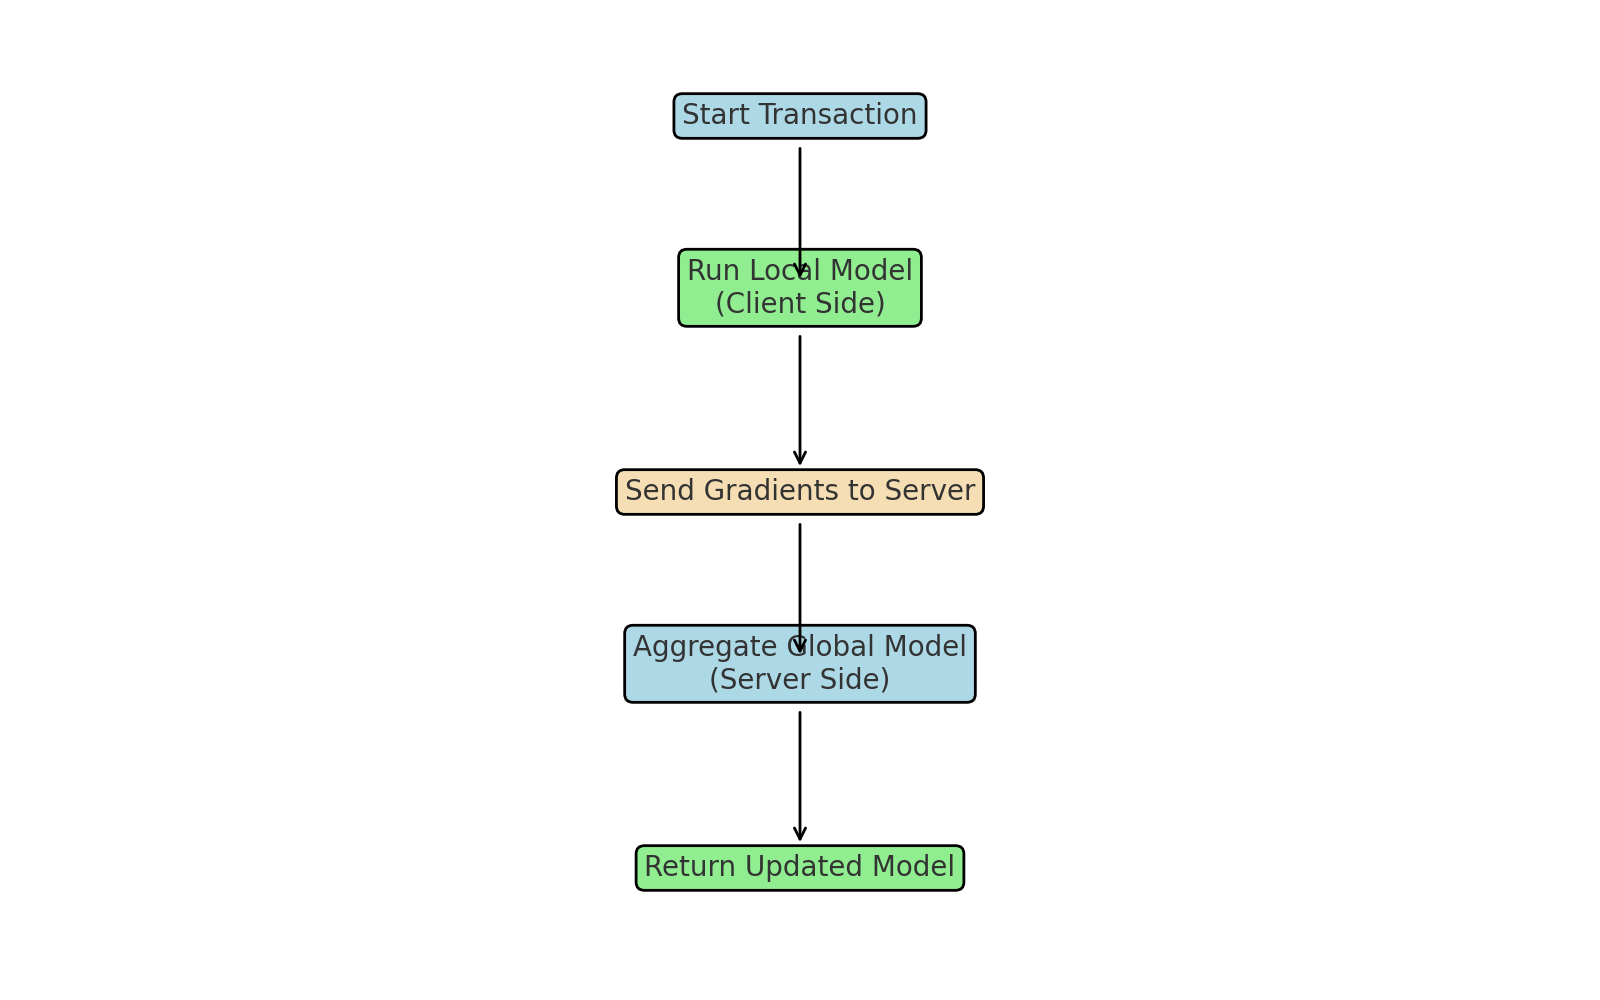 Start Transaction
Run Local Model
(Client Side)
Send Gradients to Server
Aggregate Global Model
(Server Side)
Return Updated Model